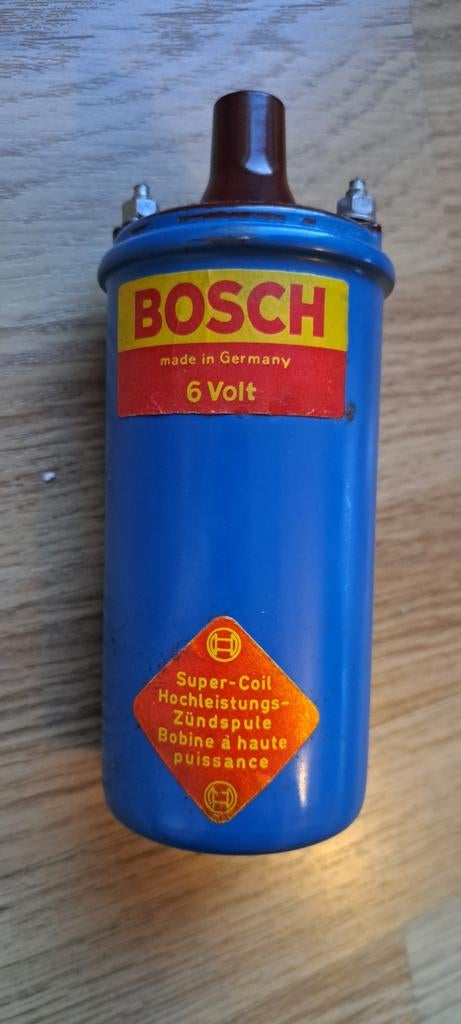 BOSCH
made in Germany
6 Volt
Super-Coil
Hochleistungs-
Zündspule
Bobine à haute
puissance